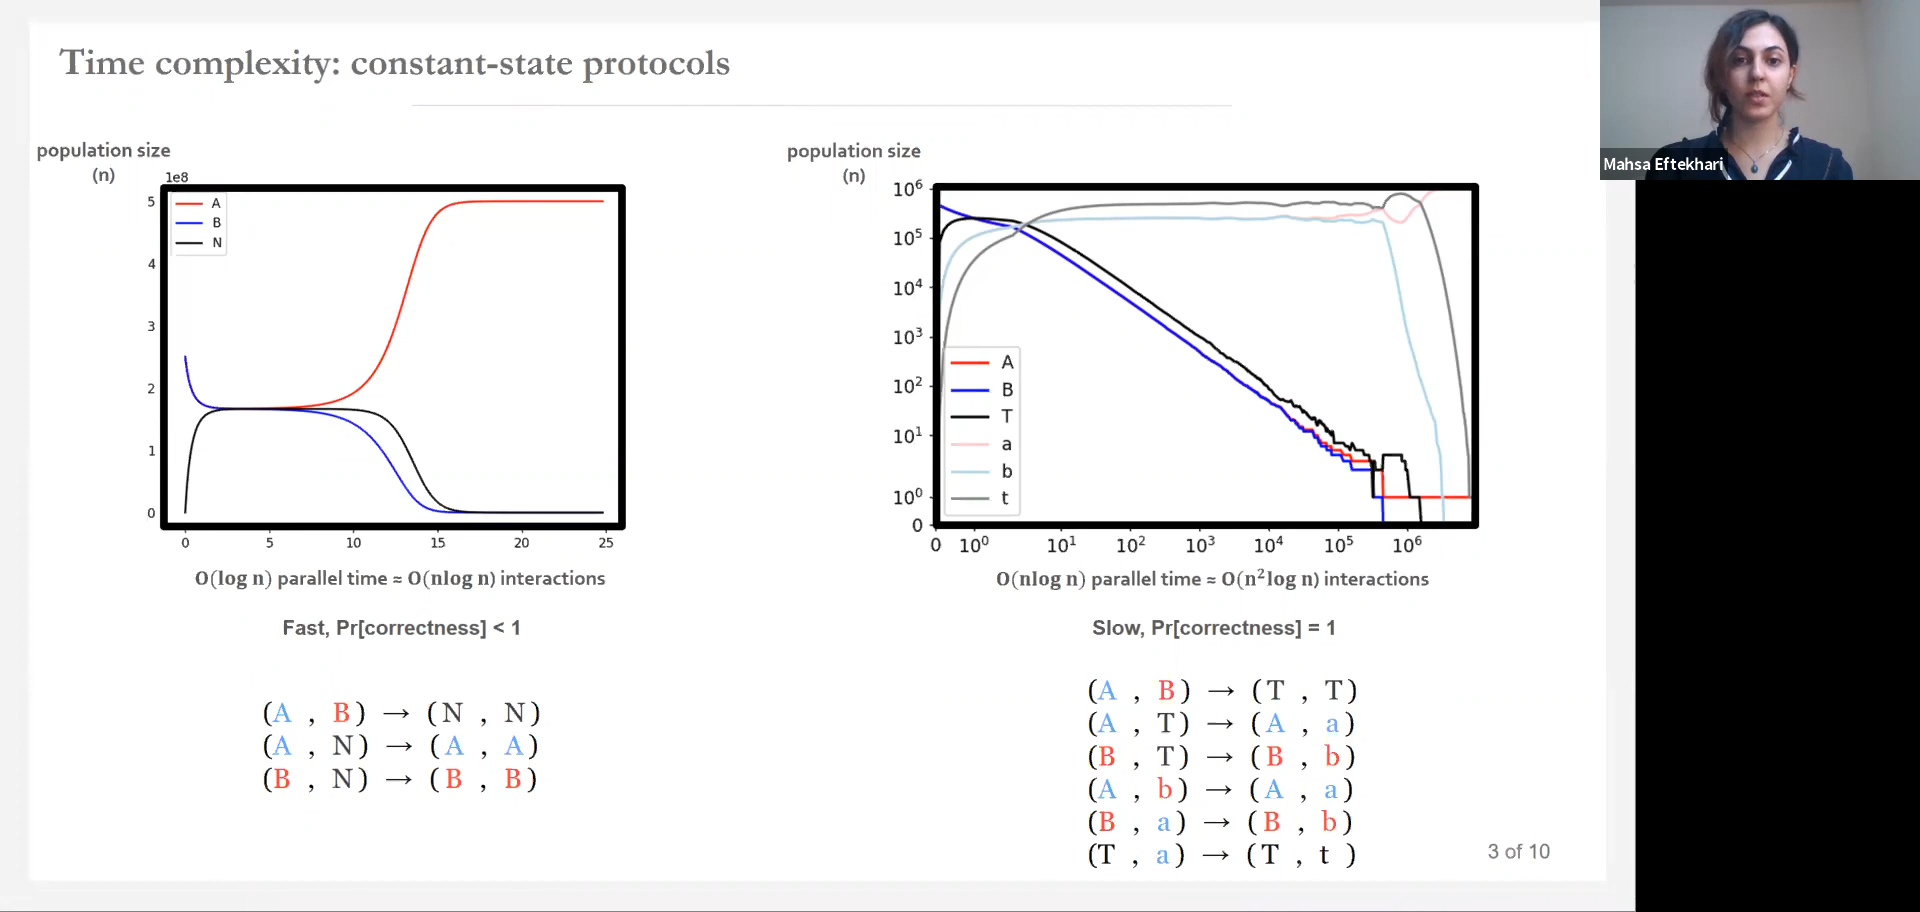 Time complexity: constant-state protocols
population size
(n)
1e8
A
B
N
5
4
3
2
1
0
0 5 10 15 20 25
O(log n) parallel time ≈ O(nlog n) interactions
Fast, Pr[correctness] < 1
(A , B) → (N , N)
(A , N) → (A , A)
(B , N) → (B , B)
population size
(n)
10⁶
10⁵
10⁴
10³
10²
10¹
10⁰
0
A
B
T
a
b
t
0 10⁰ 10¹ 10² 10³ 10⁴ 10⁵ 10⁶
O(nlog n) parallel time ≈ O(n²log n) interactions
Slow, Pr[correctness] = 1
(A , B) → (T , T)
(A , T) → (A , a)
(B , T) → (B , b)
(A , b) → (A , a)
(B , a) → (B , b)
(T , a) → (T , t )
3 of 10
Mahsa Eftekhari